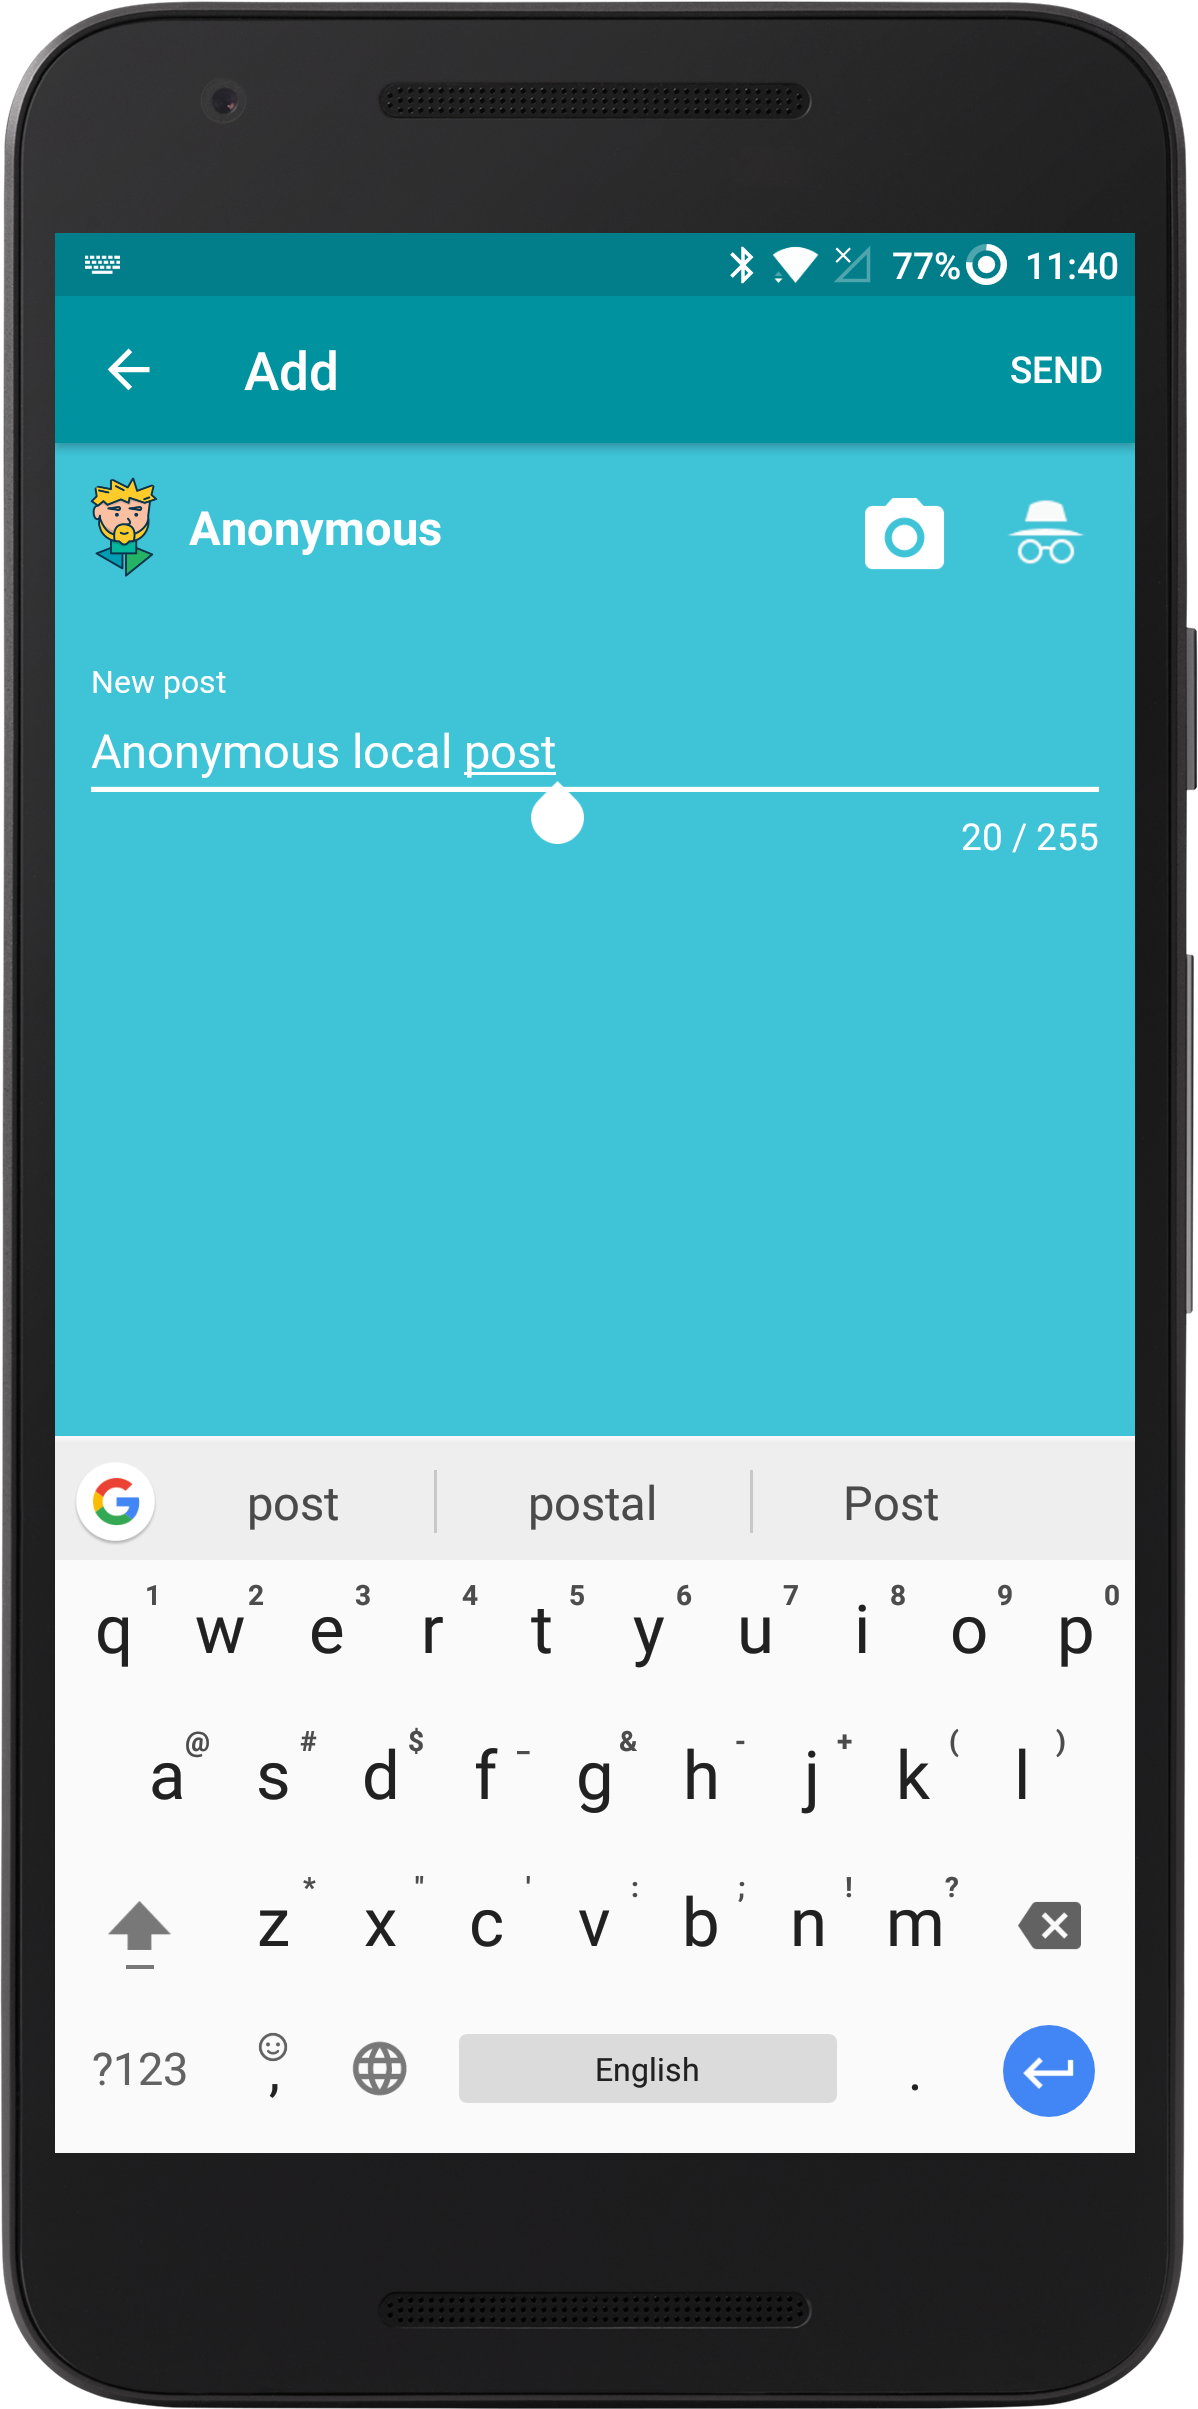 77% 11:40
Add SEND
Anonymous
New post
Anonymous local post
20 / 255
G post postal Post
1 2 3 4 5 6 7 8 9 0
q w e r t y u i o p
@ # $ _ & - + ( )
a s d f g h j k l
* " ' : ; ! ?
z x c v b n m
?123 , English .